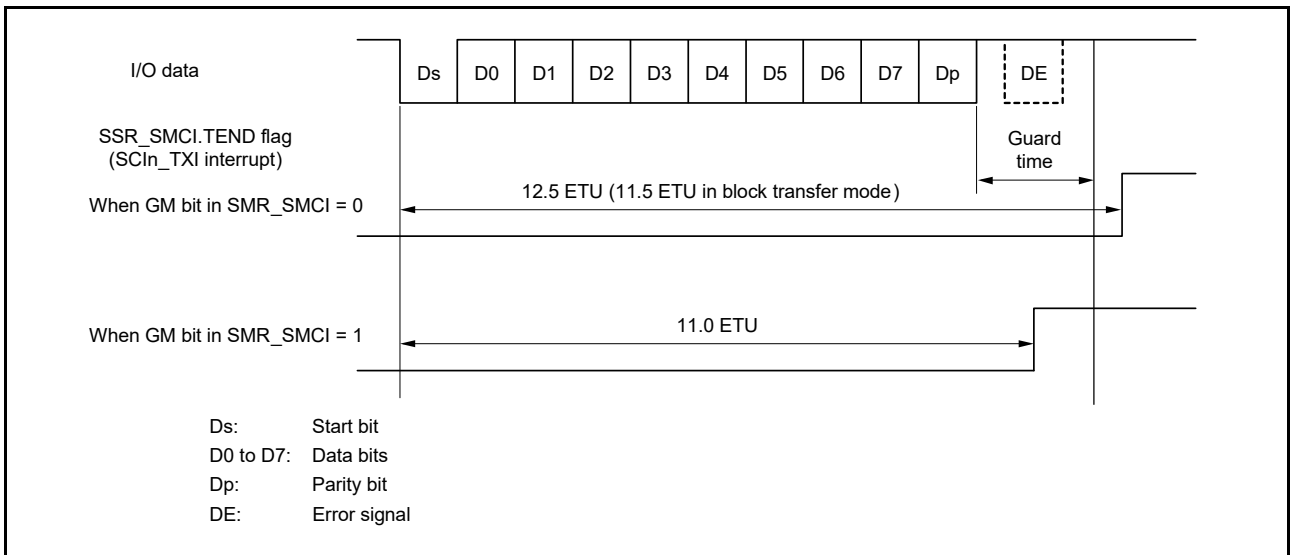 I/O data
Ds D0 D1 D2 D3 D4 D5 D6 D7 Dp DE
SSR_SMCI.TEND flag
(SCIn_TXI interrupt)
Guard
time
When GM bit in SMR_SMCI = 0
12.5 ETU (11.5 ETU in block transfer mode)
When GM bit in SMR_SMCI = 1
11.0 ETU
Ds: Start bit
D0 to D7: Data bits
Dp: Parity bit
DE: Error signal